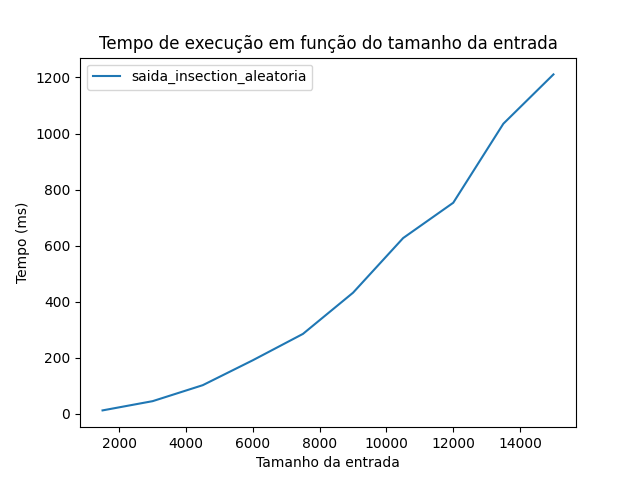 Tempo de execução em função do tamanho da entrada
saida_insection_aleatoria
1200
1000
800
600
400
200
0
Tempo (ms)
2000 4000 6000 8000 10000 12000 14000
Tamanho da entrada